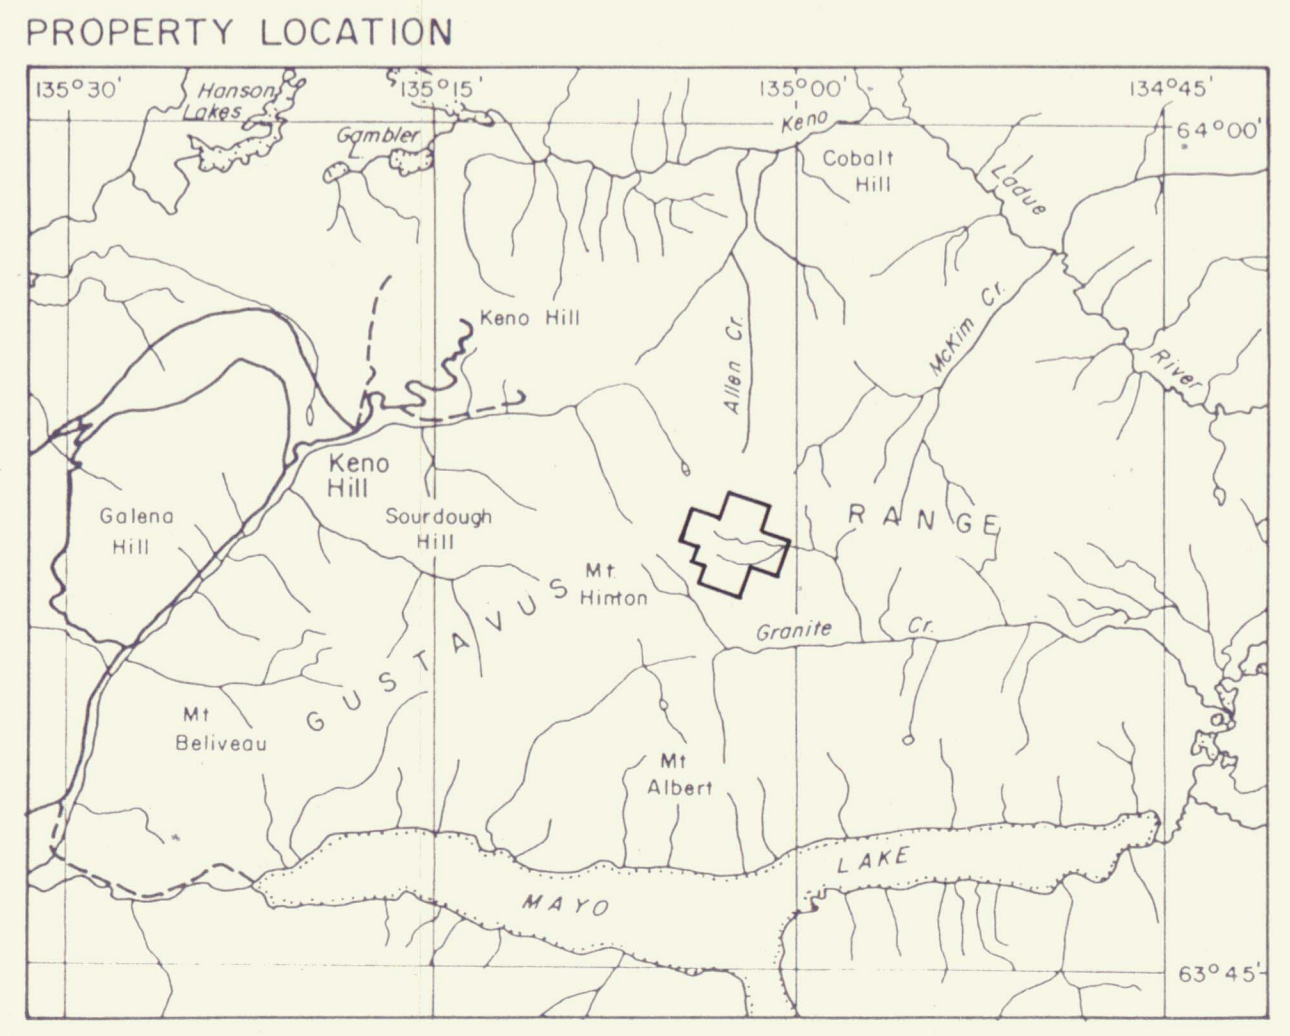 PROPERTY LOCATION
135°30'
135°15'
135°00'
134°45'
Hanson
Lakes
Gambler
L.
Keno
64°00'
Cobalt
Hill
Ladue
Keno Hill
Allen Cr.
McKim Cr.
River
Keno
Hill
Galena
Hill
Sourdough
Hill
RANGE
Mt.
Hinton
GUSTAVUS
Granite Cr.
Mt
Beliveau
Mt
Albert
LAKE
MAYO
63°45'